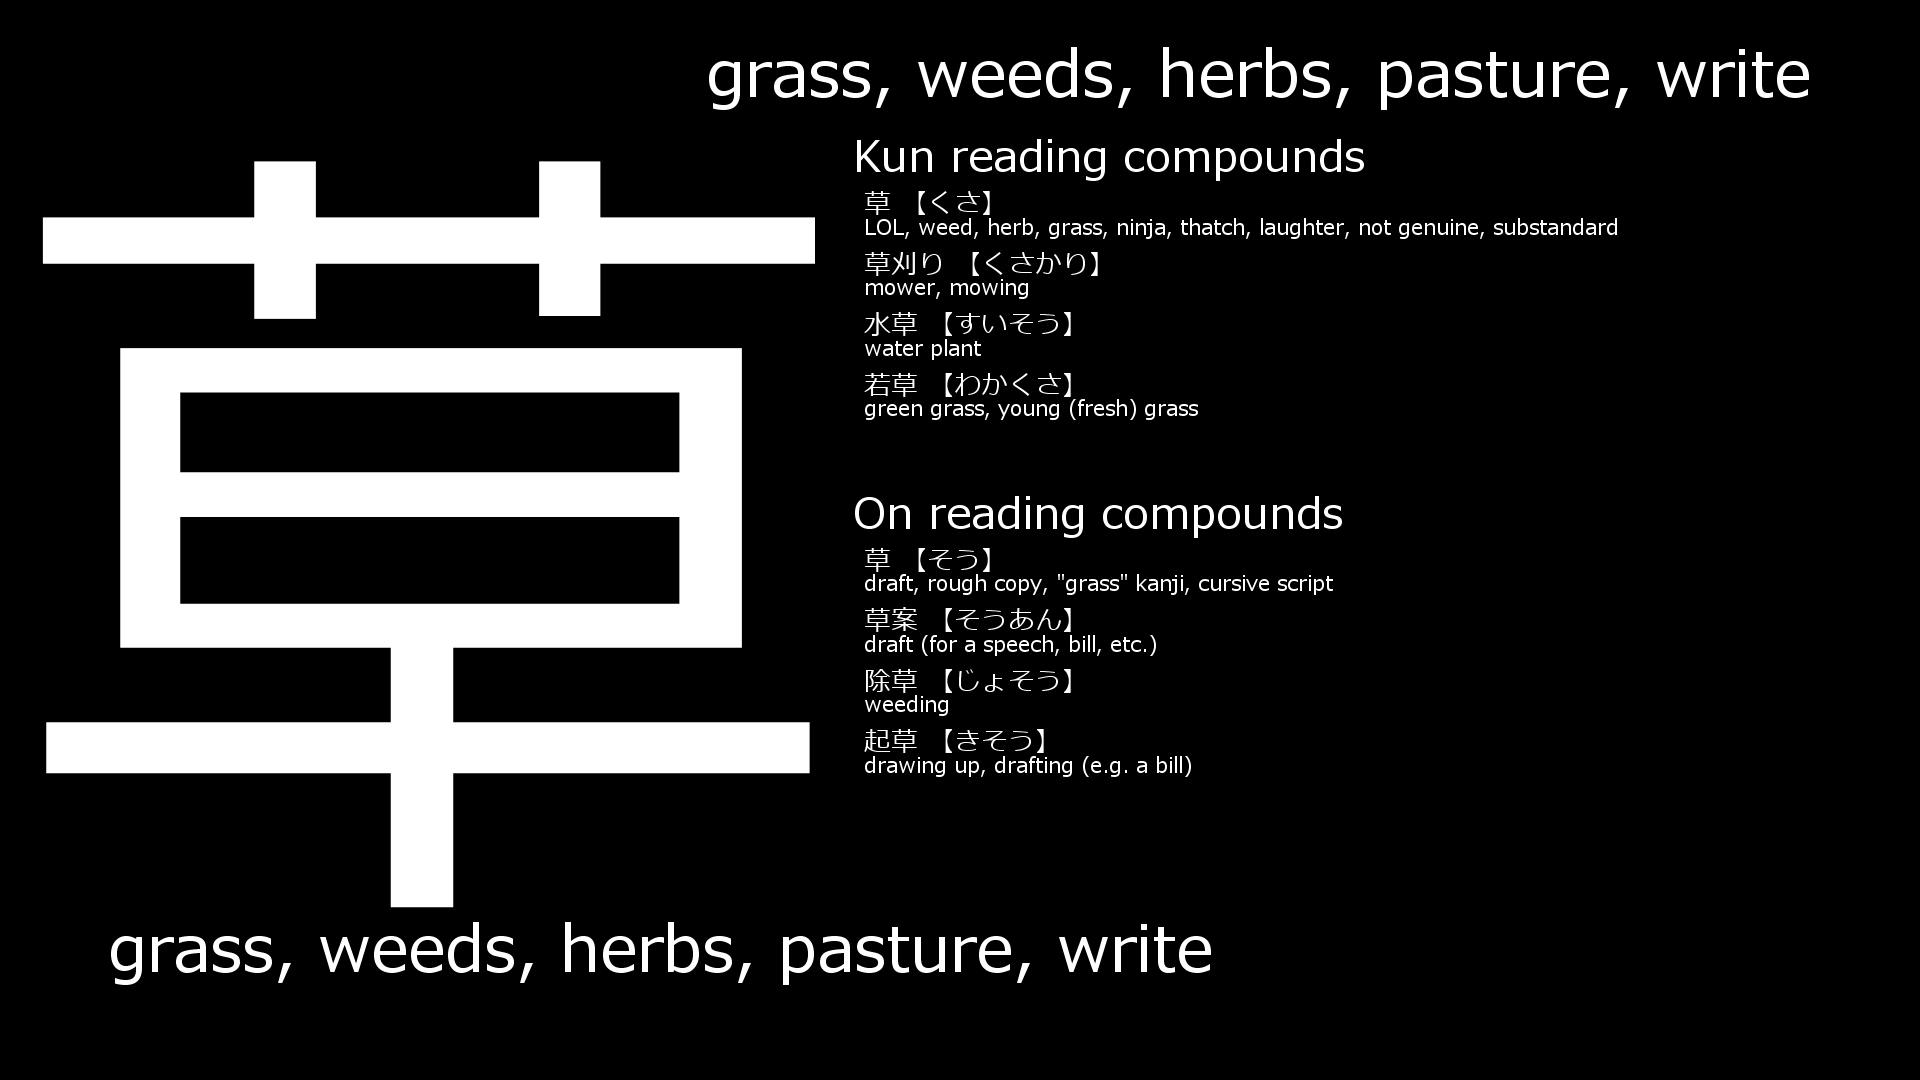 grass, weeds, herbs, pasture, write
草
Kun reading compounds
草 【くさ】
LOL, weed, herb, grass, ninja, thatch, laughter, not genuine, substandard
草刈り 【くさかり】
mower, mowing
水草 【すいそう】
water plant
若草 【わかくさ】
green grass, young (fresh) grass
On reading compounds
草 【そう】
draft, rough copy, "grass" kanji, cursive script
草案 【そうあん】
draft (for a speech, bill, etc.)
除草 【じょそう】
weeding
起草 【きそう】
drawing up, drafting (e.g. a bill)
grass, weeds, herbs, pasture, write